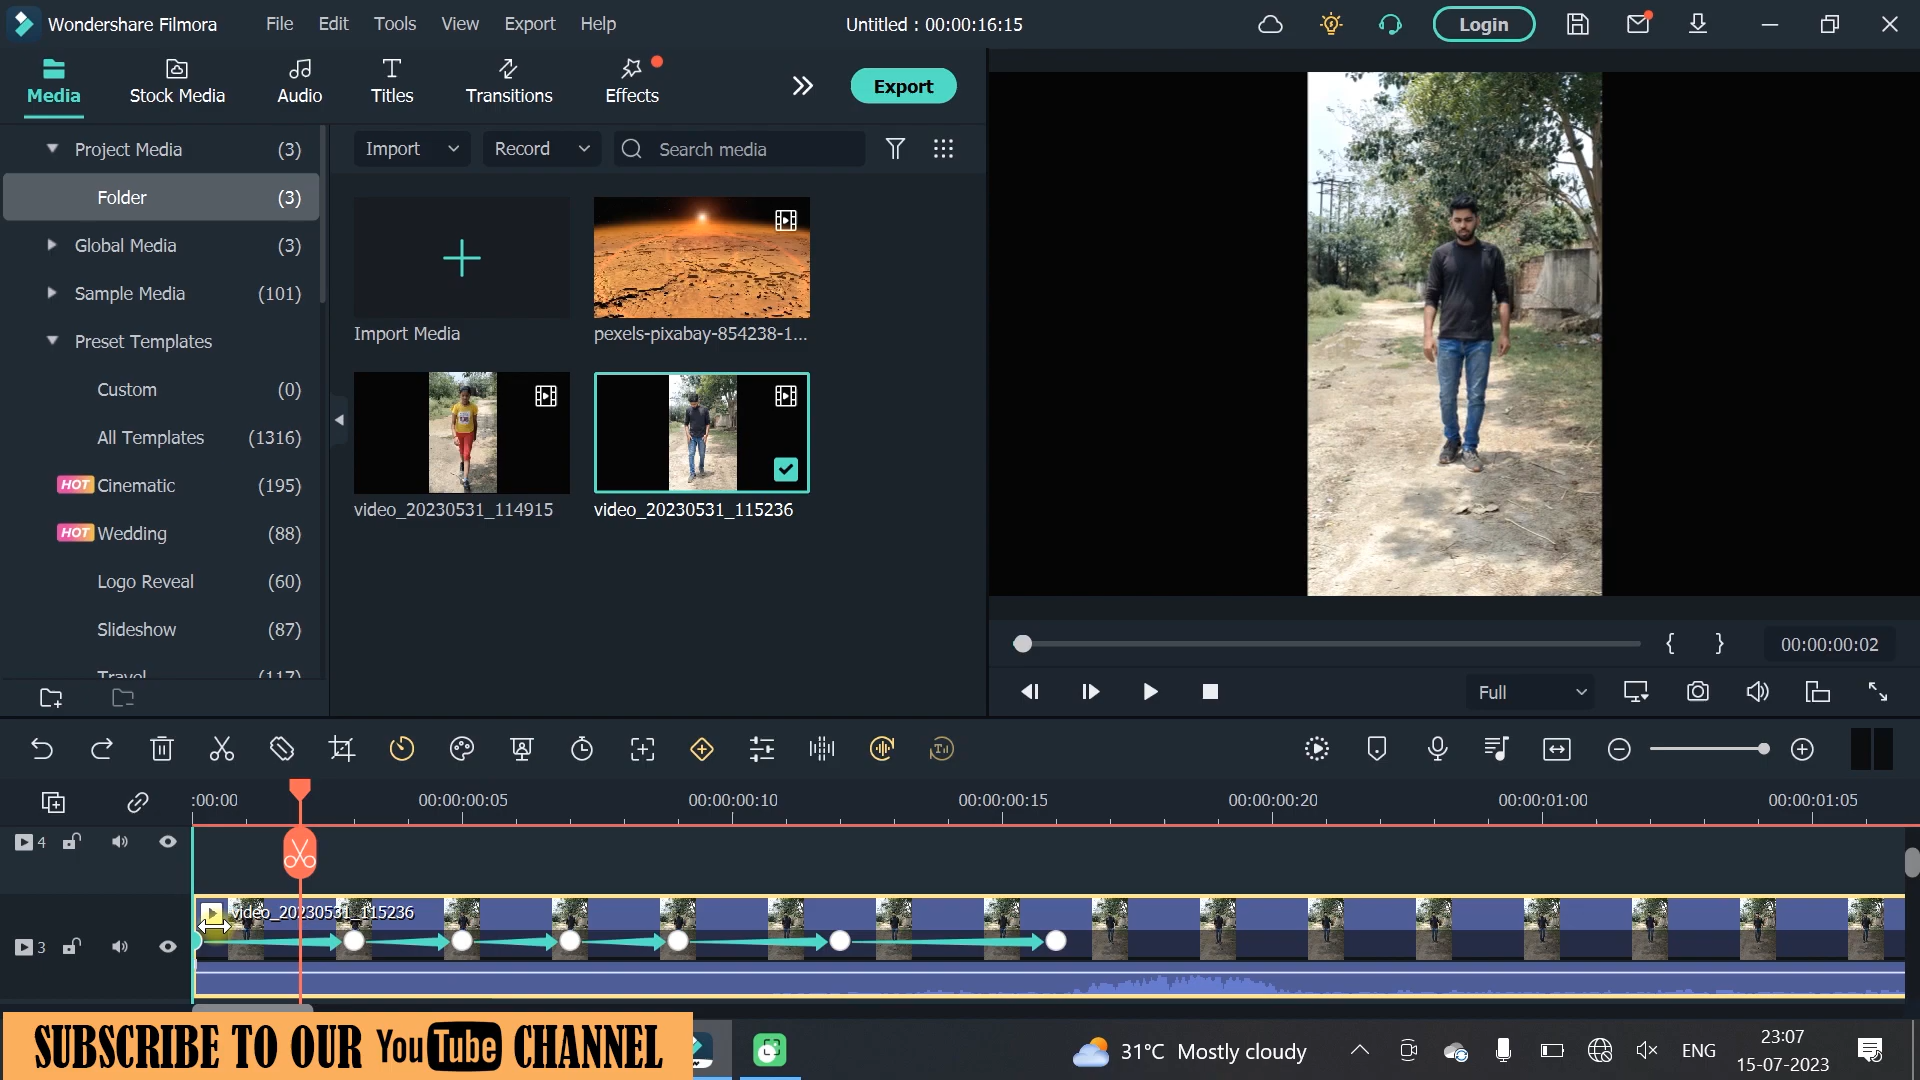 Wondershare Filmora
File
Edit
Tools
View
Export
Help
Untitled : 00:00:16:15
Login
Media
Stock Media
Audio
Titles
Transitions
Effects
Export
Project Media (3)
Folder (3)
Global Media (3)
Sample Media (101)
Preset Templates
Custom (0)
All Templates (1316)
HOT Cinematic (195)
HOT Wedding (88)
Logo Reveal (60)
Slideshow (87)
Travel (117)
Import
Record
Search media
Import Media
pexels-pixabay-854238-1...
video_20230531_114915
video_20230531_115236
{ }
00:00:00:02
Full
:00:00
00:00:00:05
00:00:00:10
00:00:00:15
00:00:00:20
00:00:01:00
00:00:01:05
4
video_20230531_115236
3
SUBSCRIBE TO OUR YouTube CHANNEL
31°C Mostly cloudy
ENG
23:07
15-07-2023